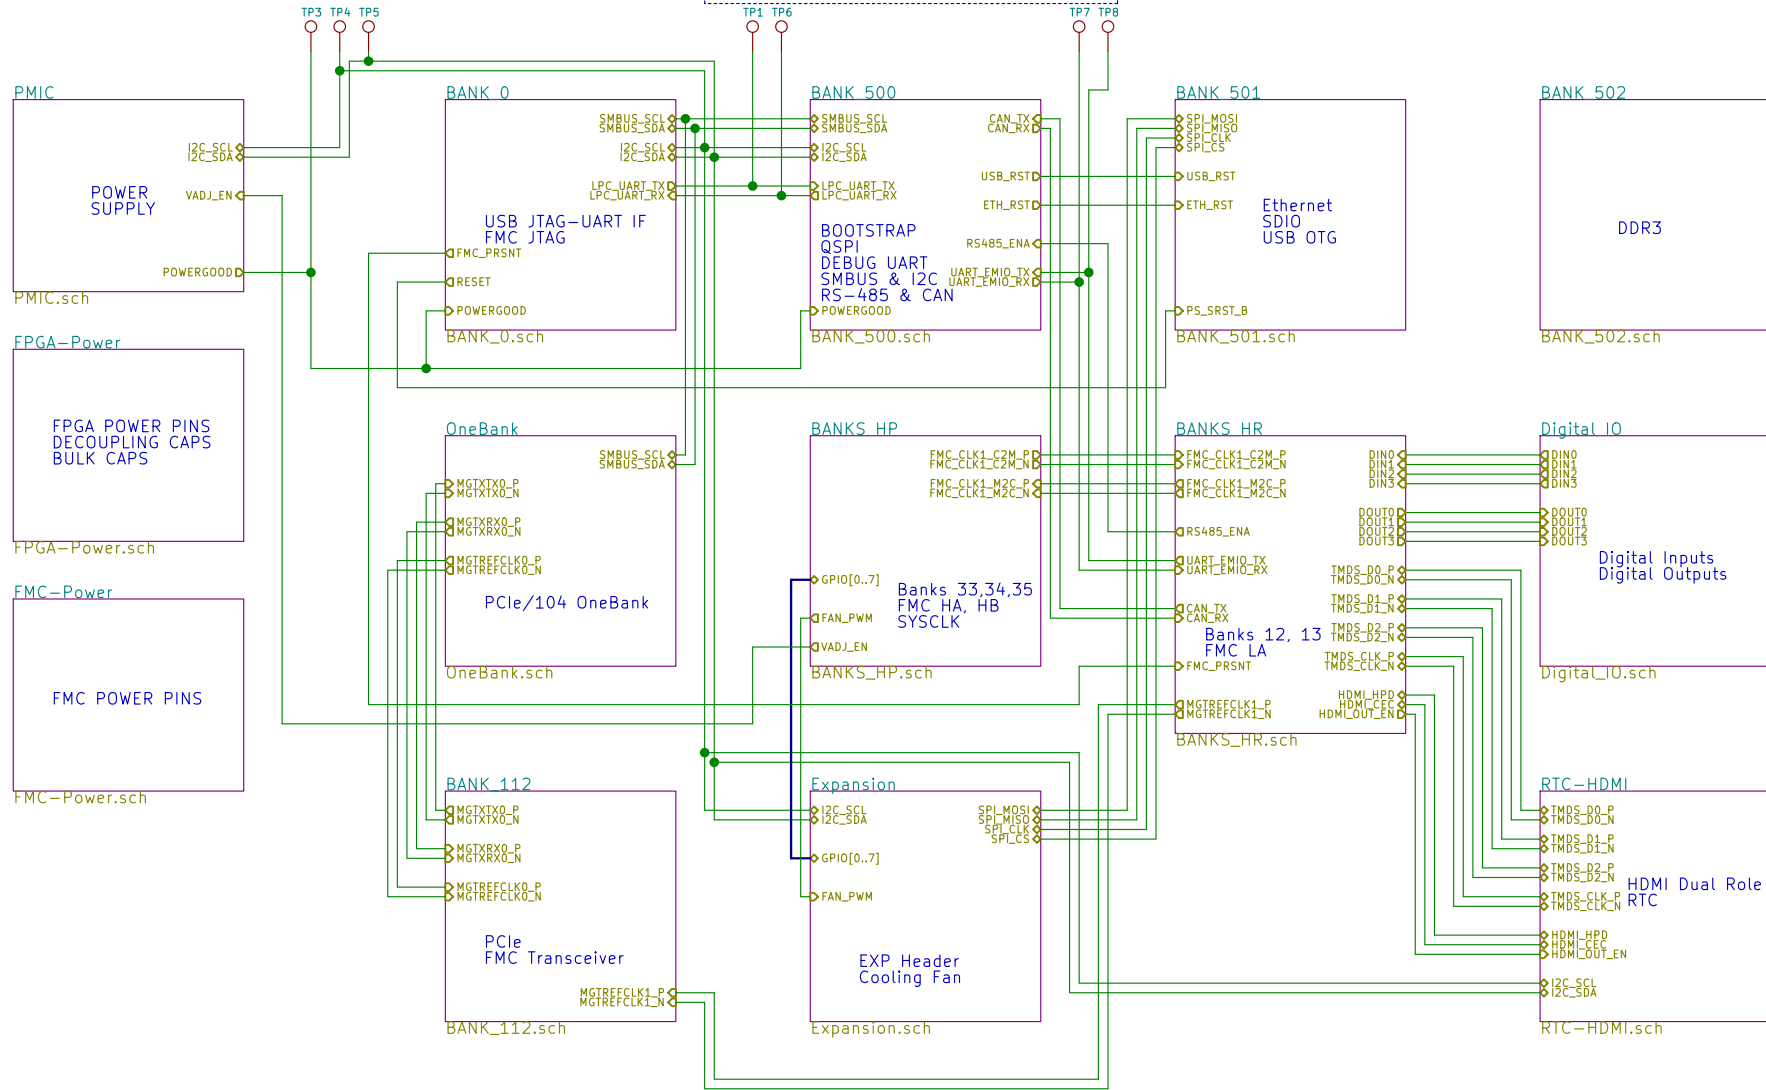 TP3
TP4
TP5
TP1
TP6
TP7
TP8
PMIC
I2C_SCL
I2C_SDA
VADJ_EN
POWER
SUPPLY
POWERGOOD
PMIC.sch
BANK_0
SMBUS_SCL
SMBUS_SDA
I2C_SCL
I2C_SDA
LPC_UART_TX
LPC_UART_RX
USB JTAG-UART IF
FMC JTAG
FMC_PRSNT
RESET
POWERGOOD
BANK_0.sch
BANK_500
SMBUS_SCL
SMBUS_SDA
I2C_SCL
I2C_SDA
LPC_UART_TX
LPC_UART_RX
CAN_TX
CAN_RX
USB_RST
ETH_RST
RS485_ENA
UART_EMIO_TX
UART_EMIO_RX
BOOTSTRAP
QSPI
DEBUG UART
SMBUS & I2C
RS-485 & CAN
POWERGOOD
BANK_500.sch
BANK_501
SPI_MOSI
SPI_MISO
SPI_CLK
SPI_CS
USB_RST
ETH_RST
Ethernet
SDIO
USB OTG
PS_SRST_B
BANK_501.sch
BANK_502
DDR3
BANK_502.sch
FPGA-Power
FPGA POWER PINS
DECOUPLING CAPS
BULK CAPS
FPGA-Power.sch
OneBank
SMBUS_SCL
SMBUS_SDA
MGTXTX0_P
MGTXTX0_N
MGTXRX0_P
MGTXRX0_N
MGTREFCLK0_P
MGTREFCLK0_N
PCIe/104 OneBank
OneBank.sch
BANKS_HP
FMC_CLK1_C2M_P
FMC_CLK1_C2M_N
FMC_CLK1_M2C_P
FMC_CLK1_M2C_N
GPIO[0..7]
FAN_PWM
VADJ_EN
Banks 33,34,35
FMC HA, HB
SYSCLK
BANKS_HP.sch
BANKS_HR
FMC_CLK1_C2M_P
FMC_CLK1_C2M_N
FMC_CLK1_M2C_P
FMC_CLK1_M2C_N
RS485_ENA
UART_EMIO_TX
UART_EMIO_RX
CAN_TX
CAN_RX
Banks 12, 13
FMC LA
FMC_PRSNT
MGTREFCLK1_P
MGTREFCLK1_N
DIN0
DIN1
DIN2
DIN3
DOUT0
DOUT1
DOUT2
DOUT3
TMDS_D0_P
TMDS_D0_N
TMDS_D1_P
TMDS_D1_N
TMDS_D2_P
TMDS_D2_N
TMDS_CLK_P
TMDS_CLK_N
HDMI_HPD
HDMI_CEC
HDMI_OUT_EN
BANKS_HR.sch
Digital_IO
DIN0
DIN1
DIN2
DIN3
DOUT0
DOUT1
DOUT2
DOUT3
Digital Inputs
Digital Outputs
Digital_IO.sch
FMC-Power
FMC POWER PINS
FMC-Power.sch
BANK_112
MGTXTX0_P
MGTXTX0_N
MGTXRX0_P
MGTXRX0_N
MGTREFCLK0_P
MGTREFCLK0_N
PCIe
FMC Transceiver
MGTREFCLK1_P
MGTREFCLK1_N
BANK_112.sch
Expansion
I2C_SCL
I2C_SDA
GPIO[0..7]
FAN_PWM
SPI_MOSI
SPI_MISO
SPI_CLK
SPI_CS
EXP Header
Cooling Fan
Expansion.sch
RTC-HDMI
TMDS_D0_P
TMDS_D0_N
TMDS_D1_P
TMDS_D1_N
TMDS_D2_P
TMDS_D2_N
TMDS_CLK_P
TMDS_CLK_N
HDMI Dual Role
RTC
HDMI_HPD
HDMI_CEC
HDMI_OUT_EN
I2C_SCL
I2C_SDA
RTC-HDMI.sch